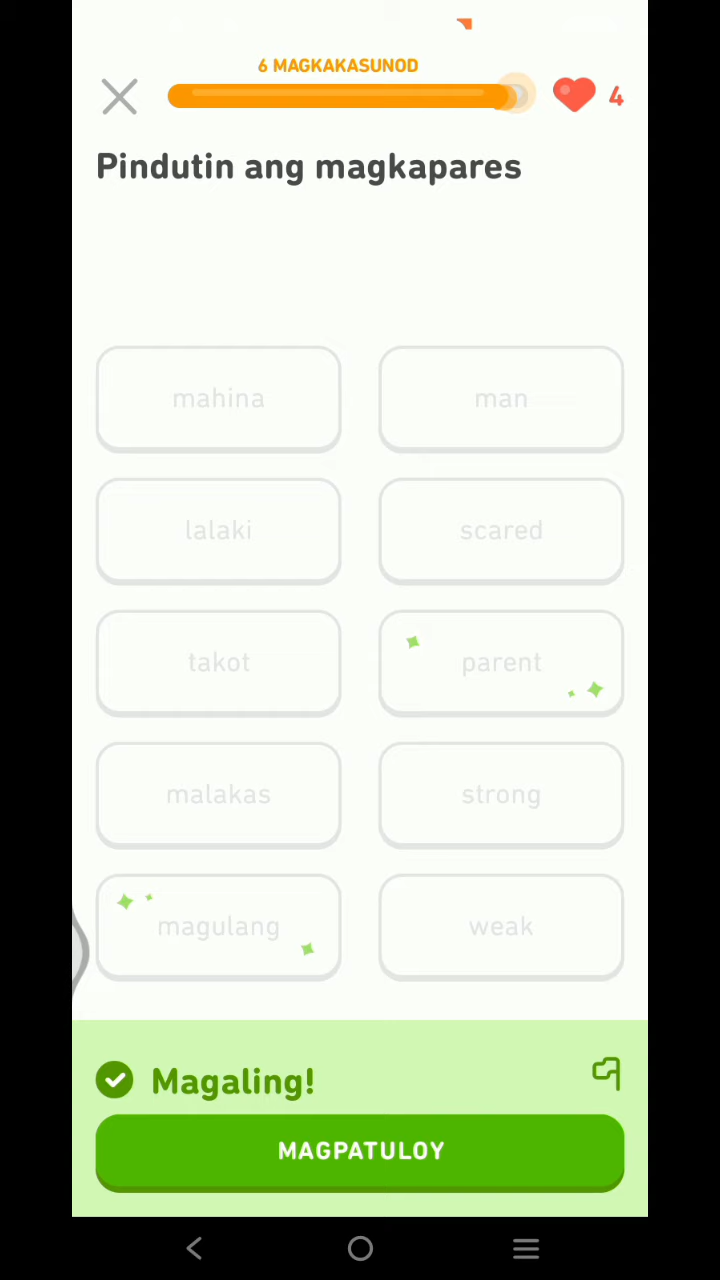 6 MAGKAKASUNOD
4
Pindutin ang magkapares
mahina
man
lalaki
scared
takot
parent
malakas
strong
magulang
weak
Magaling!
MAGPATULOY